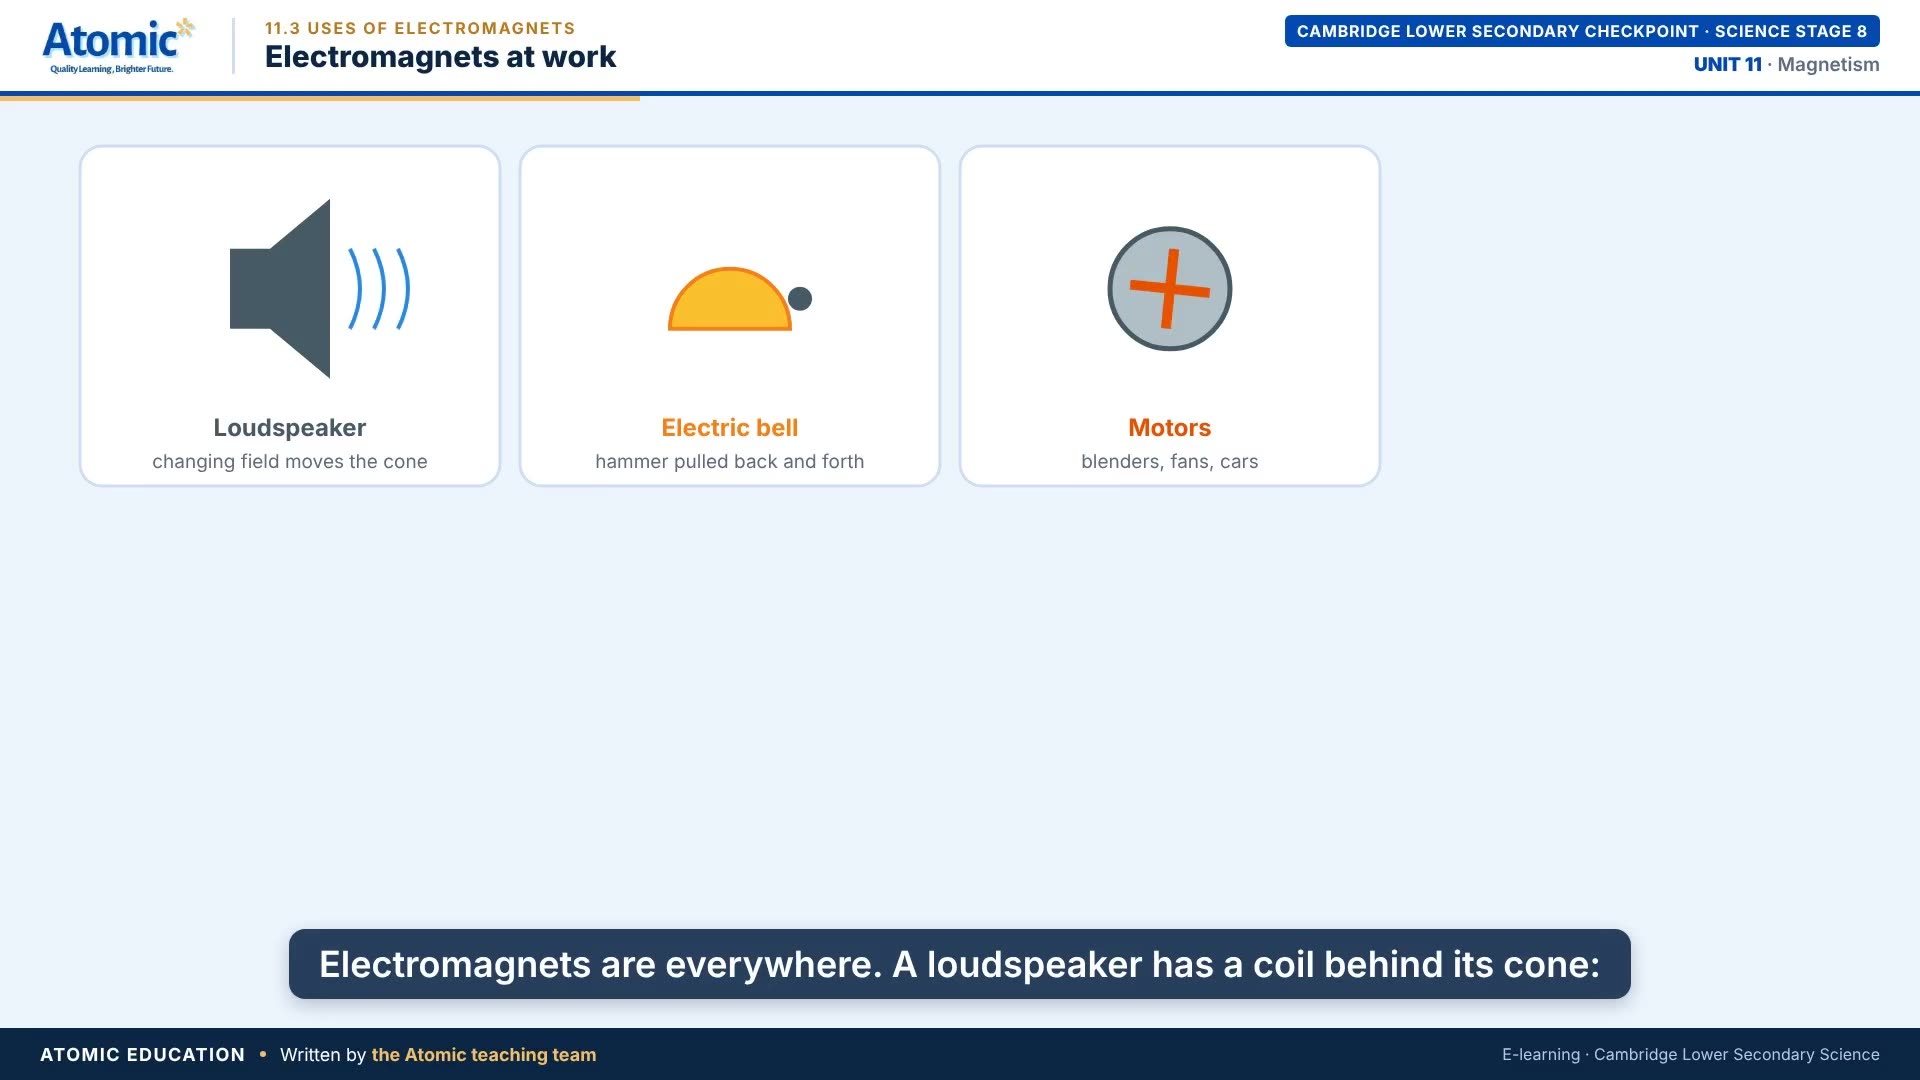 Atomic
Quality Learning, Brighter Future.
11.3 USES OF ELECTROMAGNETS
Electromagnets at work
CAMBRIDGE LOWER SECONDARY CHECKPOINT · SCIENCE STAGE 8
UNIT 11 · Magnetism
Loudspeaker
changing field moves the cone
Electric bell
hammer pulled back and forth
Motors
blenders, fans, cars
Electromagnets are everywhere. A loudspeaker has a coil behind its cone:
ATOMIC EDUCATION • Written by the Atomic teaching team
E-learning · Cambridge Lower Secondary Science